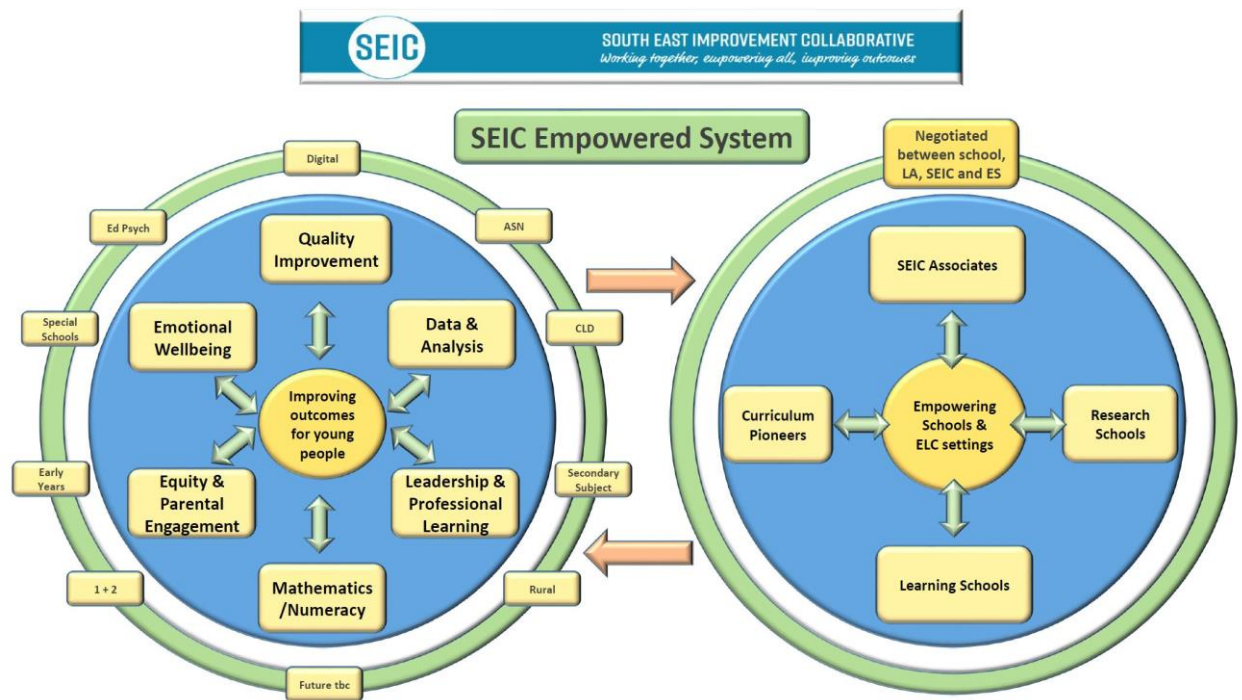 SEIC
SOUTH EAST IMPROVEMENT COLLABORATIVE
Working together, empowering all, improving outcomes
SEIC Empowered System
Digital
Ed Psych
ASN
Special
Schools
CLD
Early
Years
Secondary
Subject
1 + 2
Rural
Future tbc
Quality
Improvement
Emotional
Wellbeing
Data &
Analysis
Improving
outcomes
for young
people
Equity &
Parental
Engagement
Leadership &
Professional
Learning
Mathematics
/Numeracy
Negotiated
between school,
LA, SEIC and ES
SEIC Associates
Curriculum
Pioneers
Empowering
Schools &
ELC settings
Research
Schools
Learning Schools